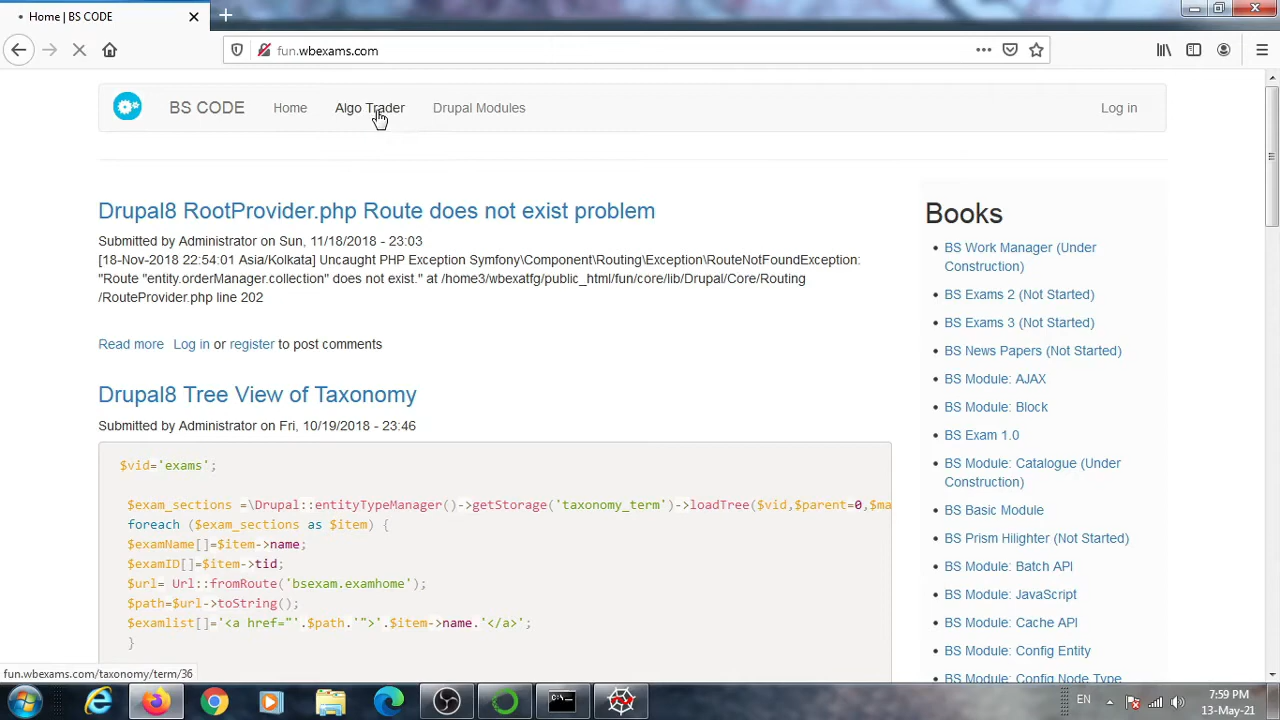 Home | BS CODE
fun.wbexams.com
BS CODE
Home
Algo Trader
Drupal Modules
Log in
Drupal8 RootProvider.php Route does not exist problem
Submitted by Administrator on Sun, 11/18/2018 - 23:03
[18-Nov-2018 22:54:01 Asia/Kolkata] Uncaught PHP Exception Symfony\Component\Routing\Exception\RouteNotFoundException:
"Route "entity.orderManager.collection" does not exist." at /home3/wbexatfg/public_html/fun/core/lib/Drupal/Core/Routing
/RouteProvider.php line 202
Read more Log in or register to post comments
Drupal8 Tree View of Taxonomy
Submitted by Administrator on Fri, 10/19/2018 - 23:46
$vid='exams';
$exam_sections =\Drupal::entityTypeManager()->getStorage('taxonomy_term')->loadTree($vid,$parent=0,$ma
foreach ($exam_sections as $item) {
$examName[]=$item->name;
$examID[]=$item->tid;
$url= Url::fromRoute('bsexam.examhome');
$path=$url->toString();
$examlist[]='<a href="'.$path.'">'.$item->name.'</a>';
}
Books
BS Work Manager (Under
Construction)
BS Exams 2 (Not Started)
BS Exams 3 (Not Started)
BS News Papers (Not Started)
BS Module: AJAX
BS Module: Block
BS Exam 1.0
BS Module: Catalogue (Under
Construction)
BS Basic Module
BS Prism Hilighter (Not Started)
BS Module: Batch API
BS Module: JavaScript
BS Module: Cache API
BS Module: Config Entity
BS Module: Config Node Type
fun.wbexams.com/taxonomy/term/36
EN
7:59 PM
13-May-21